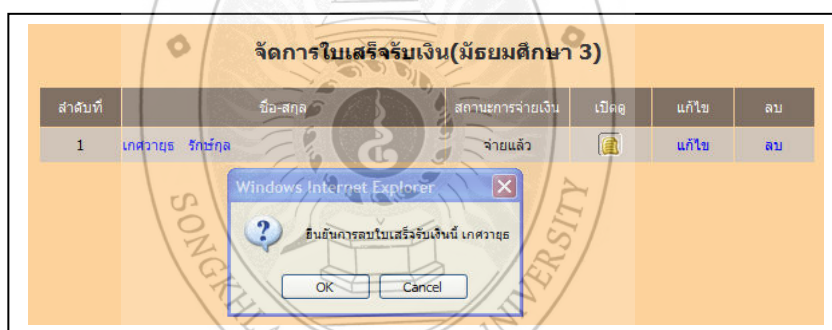 จัดการใบเสร็จรับเงิน(มัธยมศึกษา 3)
ลำดับที่ ชื่อ-สกุล สถานะการจ่ายเงิน เปิดดู แก้ไข ลบ
1 เกศวายุธ รักษ์กุล จ่ายแล้ว แก้ไข ลบ
Windows Internet Explorer
ยืนยันการลบใบเสร็จรับเงินนี้ เกศวายุธ
OK Cancel
SONGKHLA UNIVERSITY